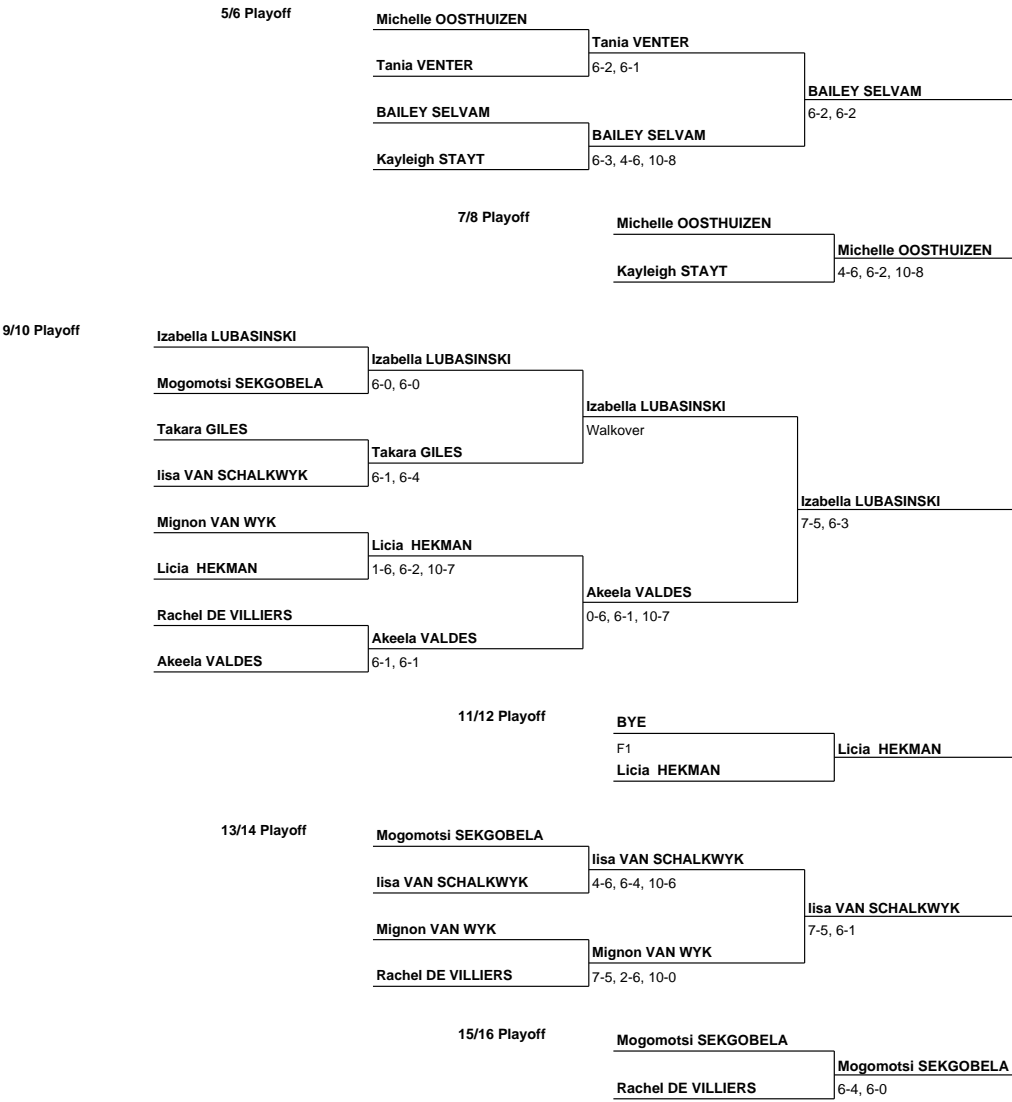 5/6 Playoff
Michelle OOSTHUIZEN
Tania VENTER
Tania VENTER
6-2, 6-1
BAILEY SELVAM
BAILEY SELVAM
6-2, 6-2
BAILEY SELVAM
Kayleigh STAYT
6-3, 4-6, 10-8
7/8 Playoff
Michelle OOSTHUIZEN
Michelle OOSTHUIZEN
Kayleigh STAYT
4-6, 6-2, 10-8
9/10 Playoff
Izabella LUBASINSKI
Izabella LUBASINSKI
Mogomotsi SEKGOBELA
6-0, 6-0
Izabella LUBASINSKI
Takara GILES
Walkover
Takara GILES
lisa VAN SCHALKWYK
6-1, 6-4
Izabella LUBASINSKI
Mignon VAN WYK
7-5, 6-3
Licia  HEKMAN
Licia  HEKMAN
1-6, 6-2, 10-7
Akeela VALDES
Rachel DE VILLIERS
0-6, 6-1, 10-7
Akeela VALDES
Akeela VALDES
6-1, 6-1
11/12 Playoff
BYE
F1
Licia  HEKMAN
Licia  HEKMAN
13/14 Playoff
Mogomotsi SEKGOBELA
lisa VAN SCHALKWYK
lisa VAN SCHALKWYK
4-6, 6-4, 10-6
lisa VAN SCHALKWYK
Mignon VAN WYK
7-5, 6-1
Mignon VAN WYK
Rachel DE VILLIERS
7-5, 2-6, 10-0
15/16 Playoff
Mogomotsi SEKGOBELA
Mogomotsi SEKGOBELA
Rachel DE VILLIERS
6-4, 6-0